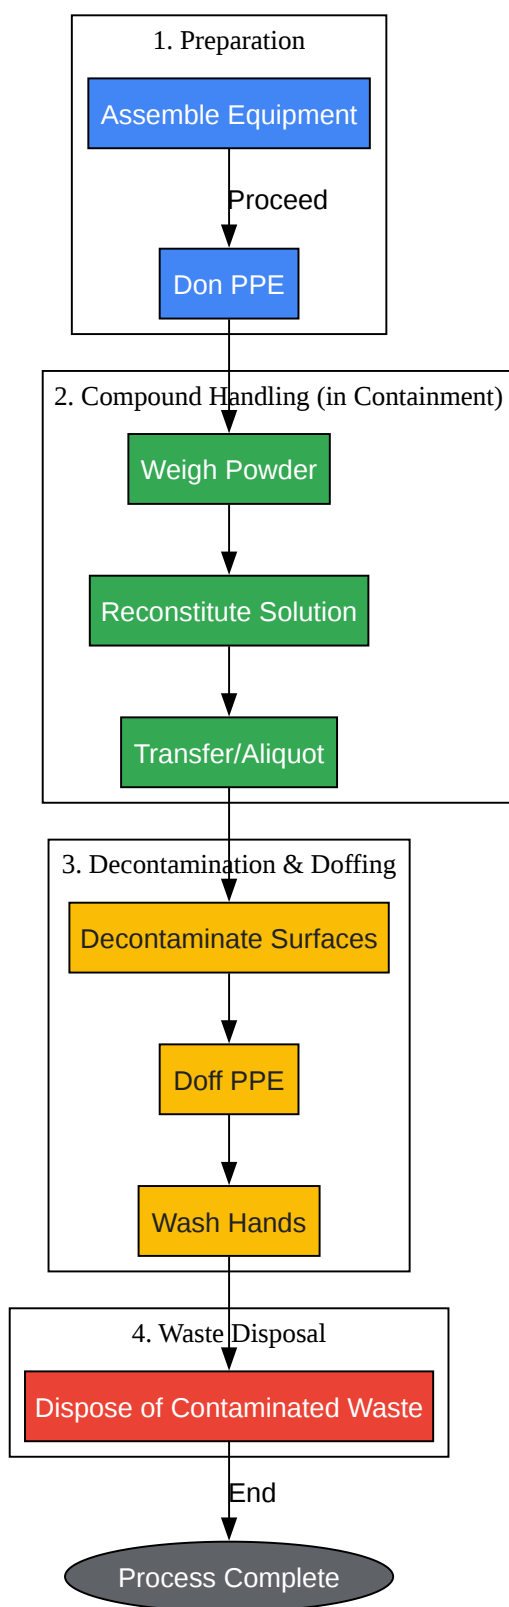 1. Preparation
Assemble Equipment
Proceed
Don PPE
2. Compound Handling (in Containment)
Weigh Powder
Reconstitute Solution
Transfer/Aliquot
3. Decontamination & Doffing
Decontaminate Surfaces
Doff PPE
Wash Hands
4. Waste Disposal
Dispose of Contaminated Waste
End
Process Complete